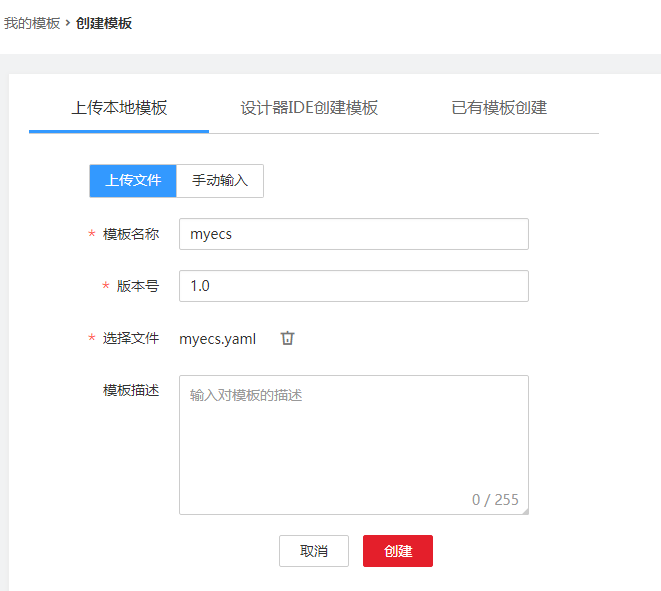 我的模板 › 创建模板
上传本地模板 设计器IDE创建模板 已有模板创建
上传文件 手动输入
* 模板名称 myecs
* 版本号 1.0
* 选择文件 myecs.yaml
模板描述 输入对模板的描述
0 / 255
取消 创建